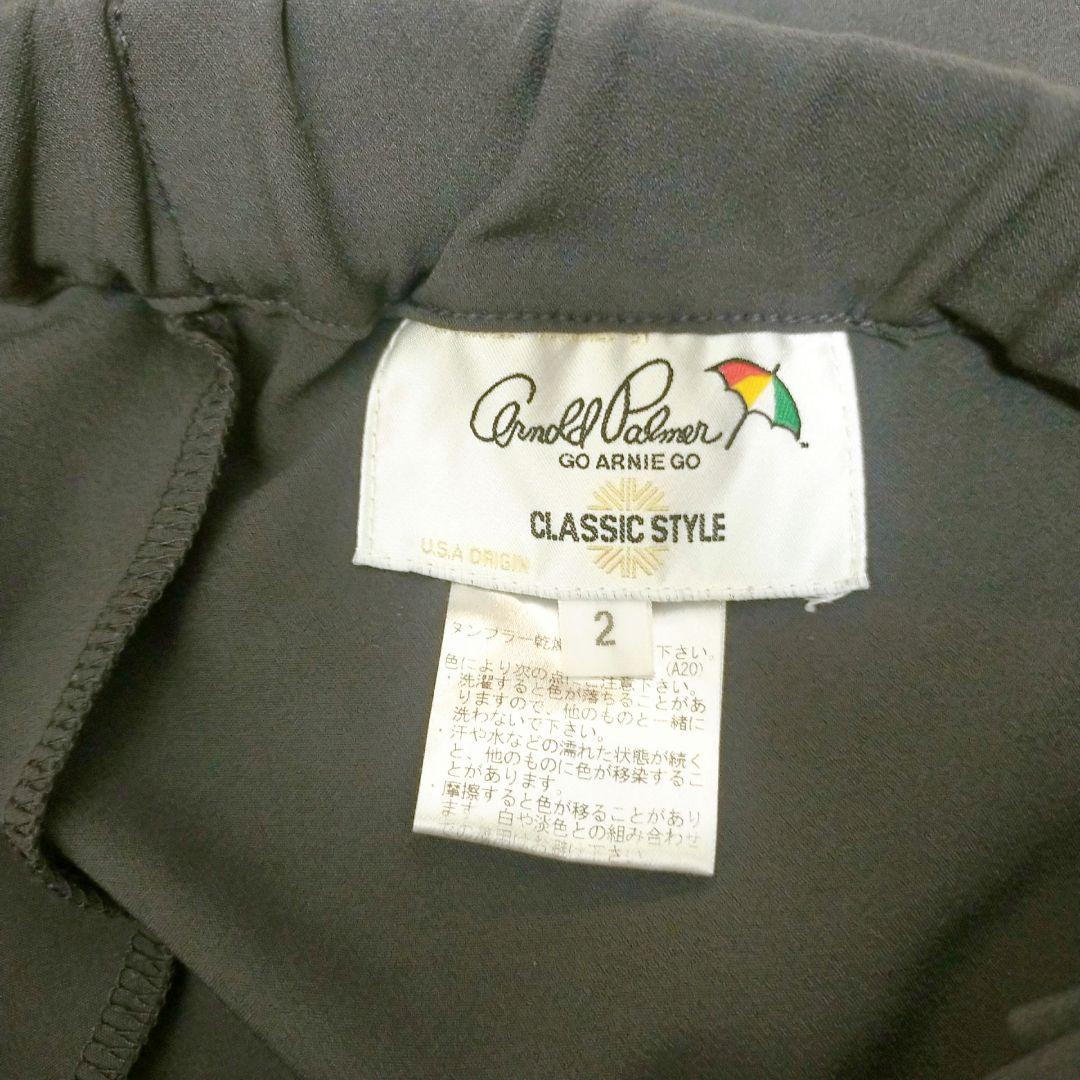 Arnold Palmer
GO ARNIE GO
CLASSIC STYLE
U.S.A ORIGIN
2
タンブラー乾燥 下さい。
(A20)
色により次の点にご注意下さい。
・洗濯すると色が落ちることがあ
りますので、他のものと一緒に
洗わないで下さい。
・汗や水などの濡れた状態が続く
と、他のものに色が移染するこ
とがあります。
・摩擦すると色が移ることがあり
ます 白や淡色との組み合わせ